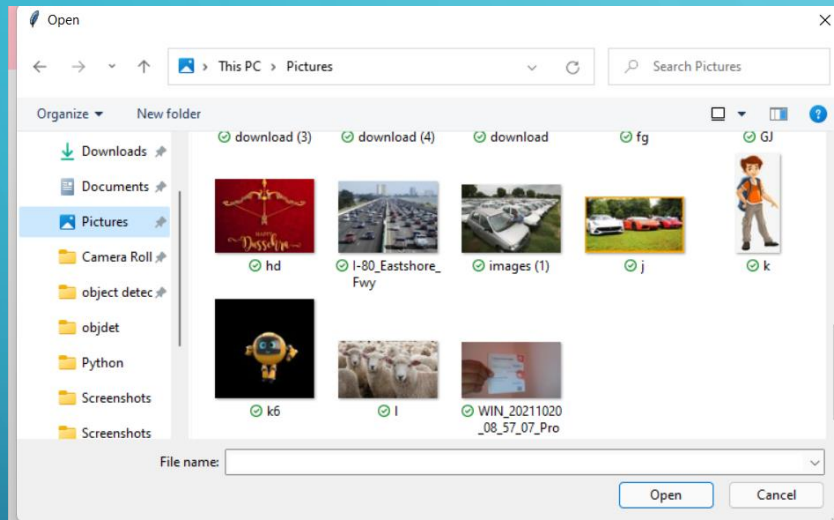 Open
This PC > Pictures
Search Pictures
Organize
New folder
Downloads
Documents
Pictures
Camera Roll
object detec
objdet
Python
Screenshots
Screenshots
download (3)
download (4)
download
fg
GJ
HAPPY
Dussehra
hd
I-80_Eastshore_
Fwy
images (1)
j
k
k6
l
WIN_20211020
_08_57_07_Pro
File name:
Open
Cancel